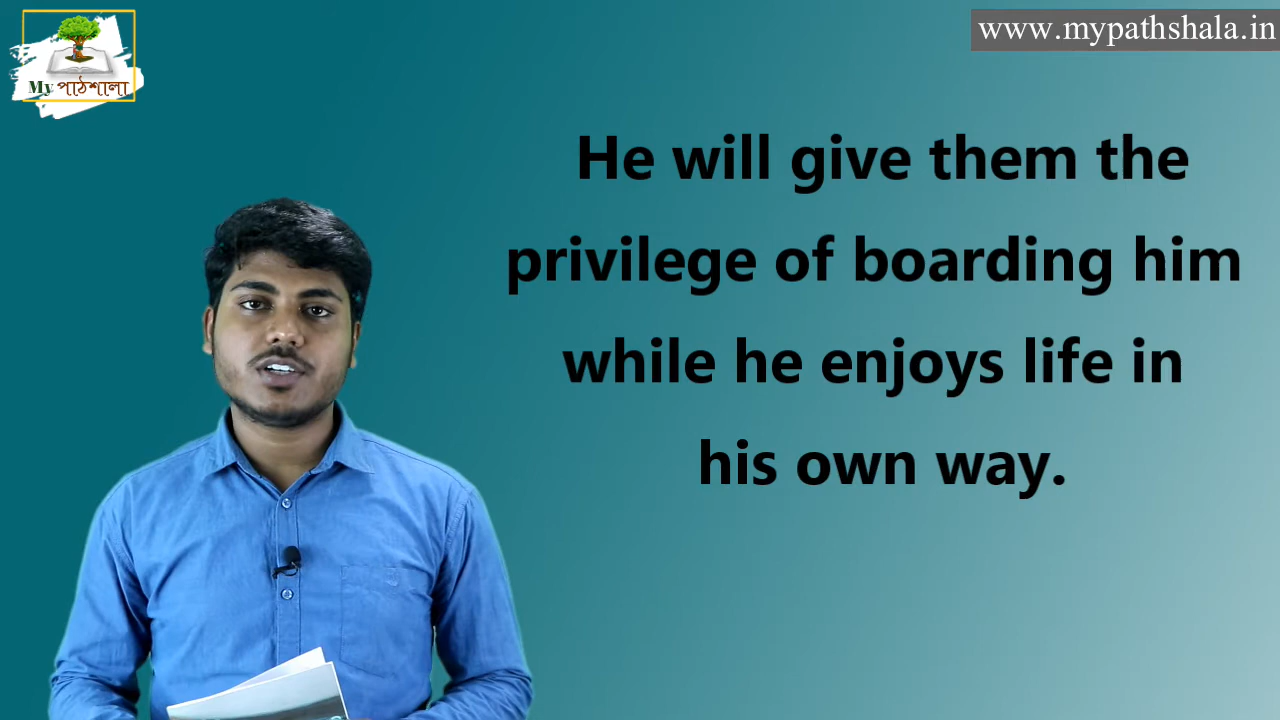 My পাঠশালা
www.mypathshala.in
He will give them the
privilege of boarding him
while he enjoys life in
his own way.